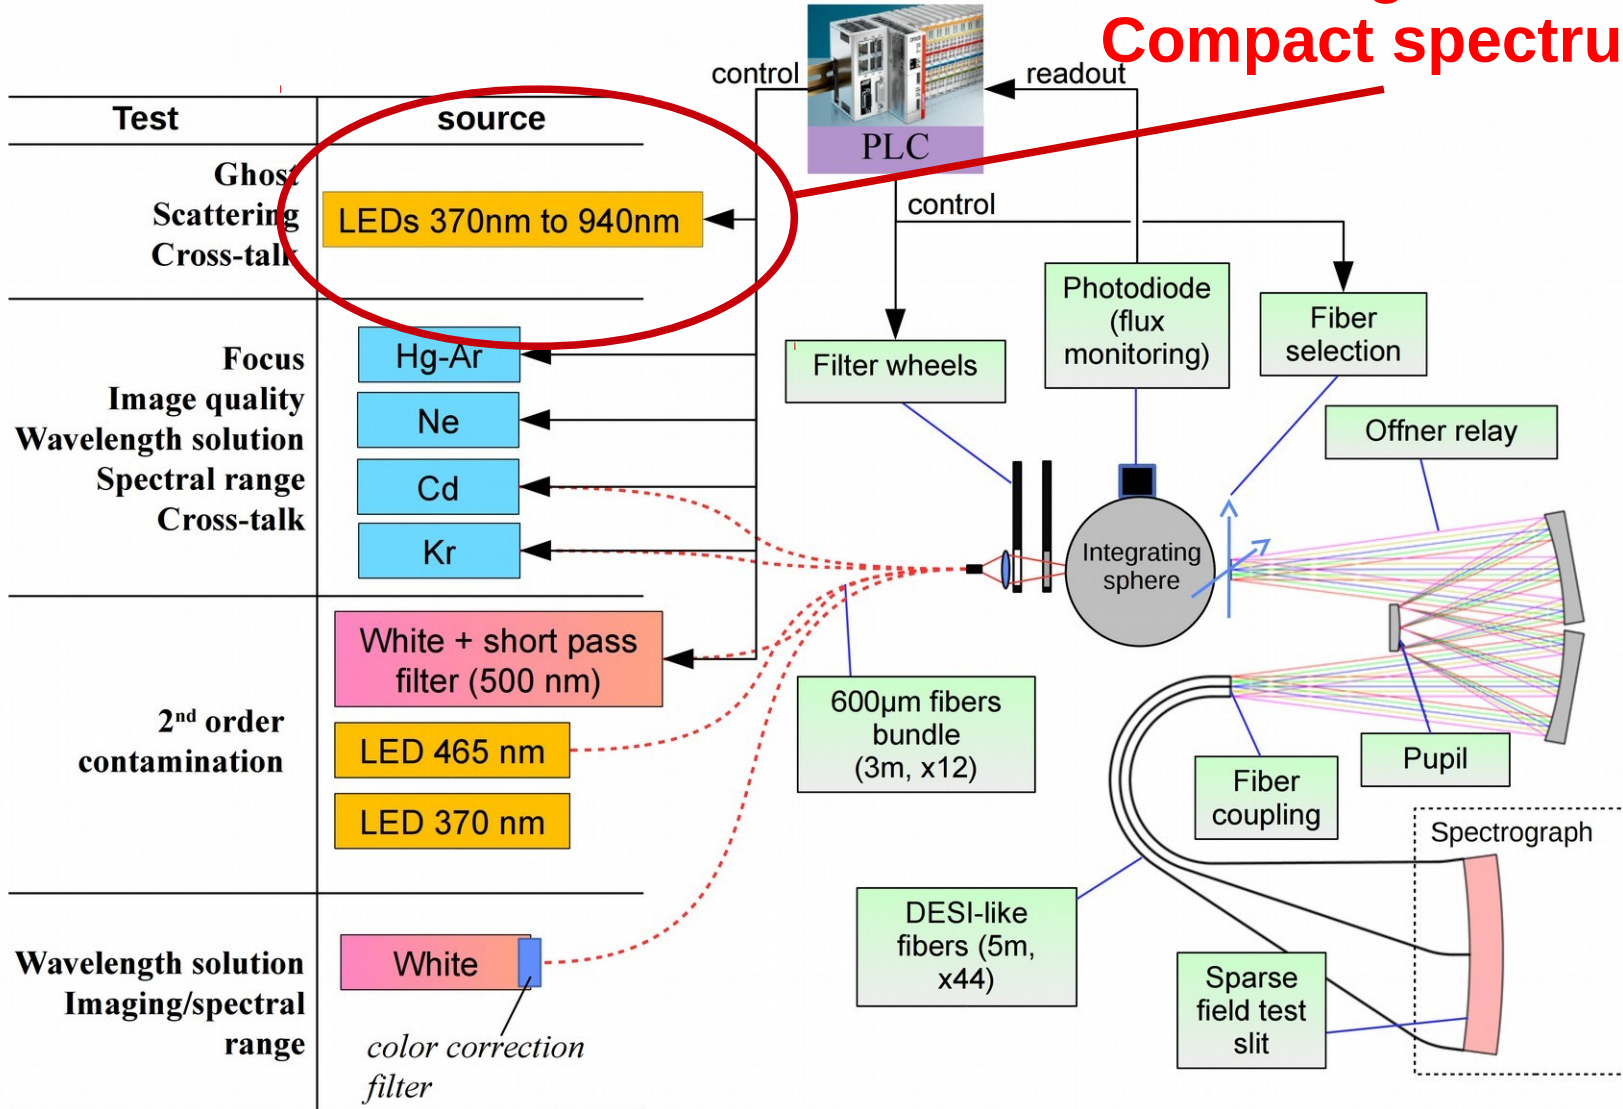 Compact spectru
control
readout
PLC
control
Test
source
Ghost
Scattering
Cross-talk
LEDs 370nm to 940nm
Focus
Image quality
Wavelength solution
Spectral range
Cross-talk
Hg-Ar
Ne
Cd
Kr
2nd order
contamination
White + short pass
filter (500 nm)
LED 465 nm
LED 370 nm
Wavelength solution
Imaging/spectral
range
White
color correction
filter
Filter wheels
Photodiode
(flux
monitoring)
Fiber
selection
Offner relay
Integrating
sphere
600µm fibers
bundle
(3m, x12)
Fiber
coupling
Pupil
DESI-like
fibers (5m,
x44)
Sparse
field test
slit
Spectrograph